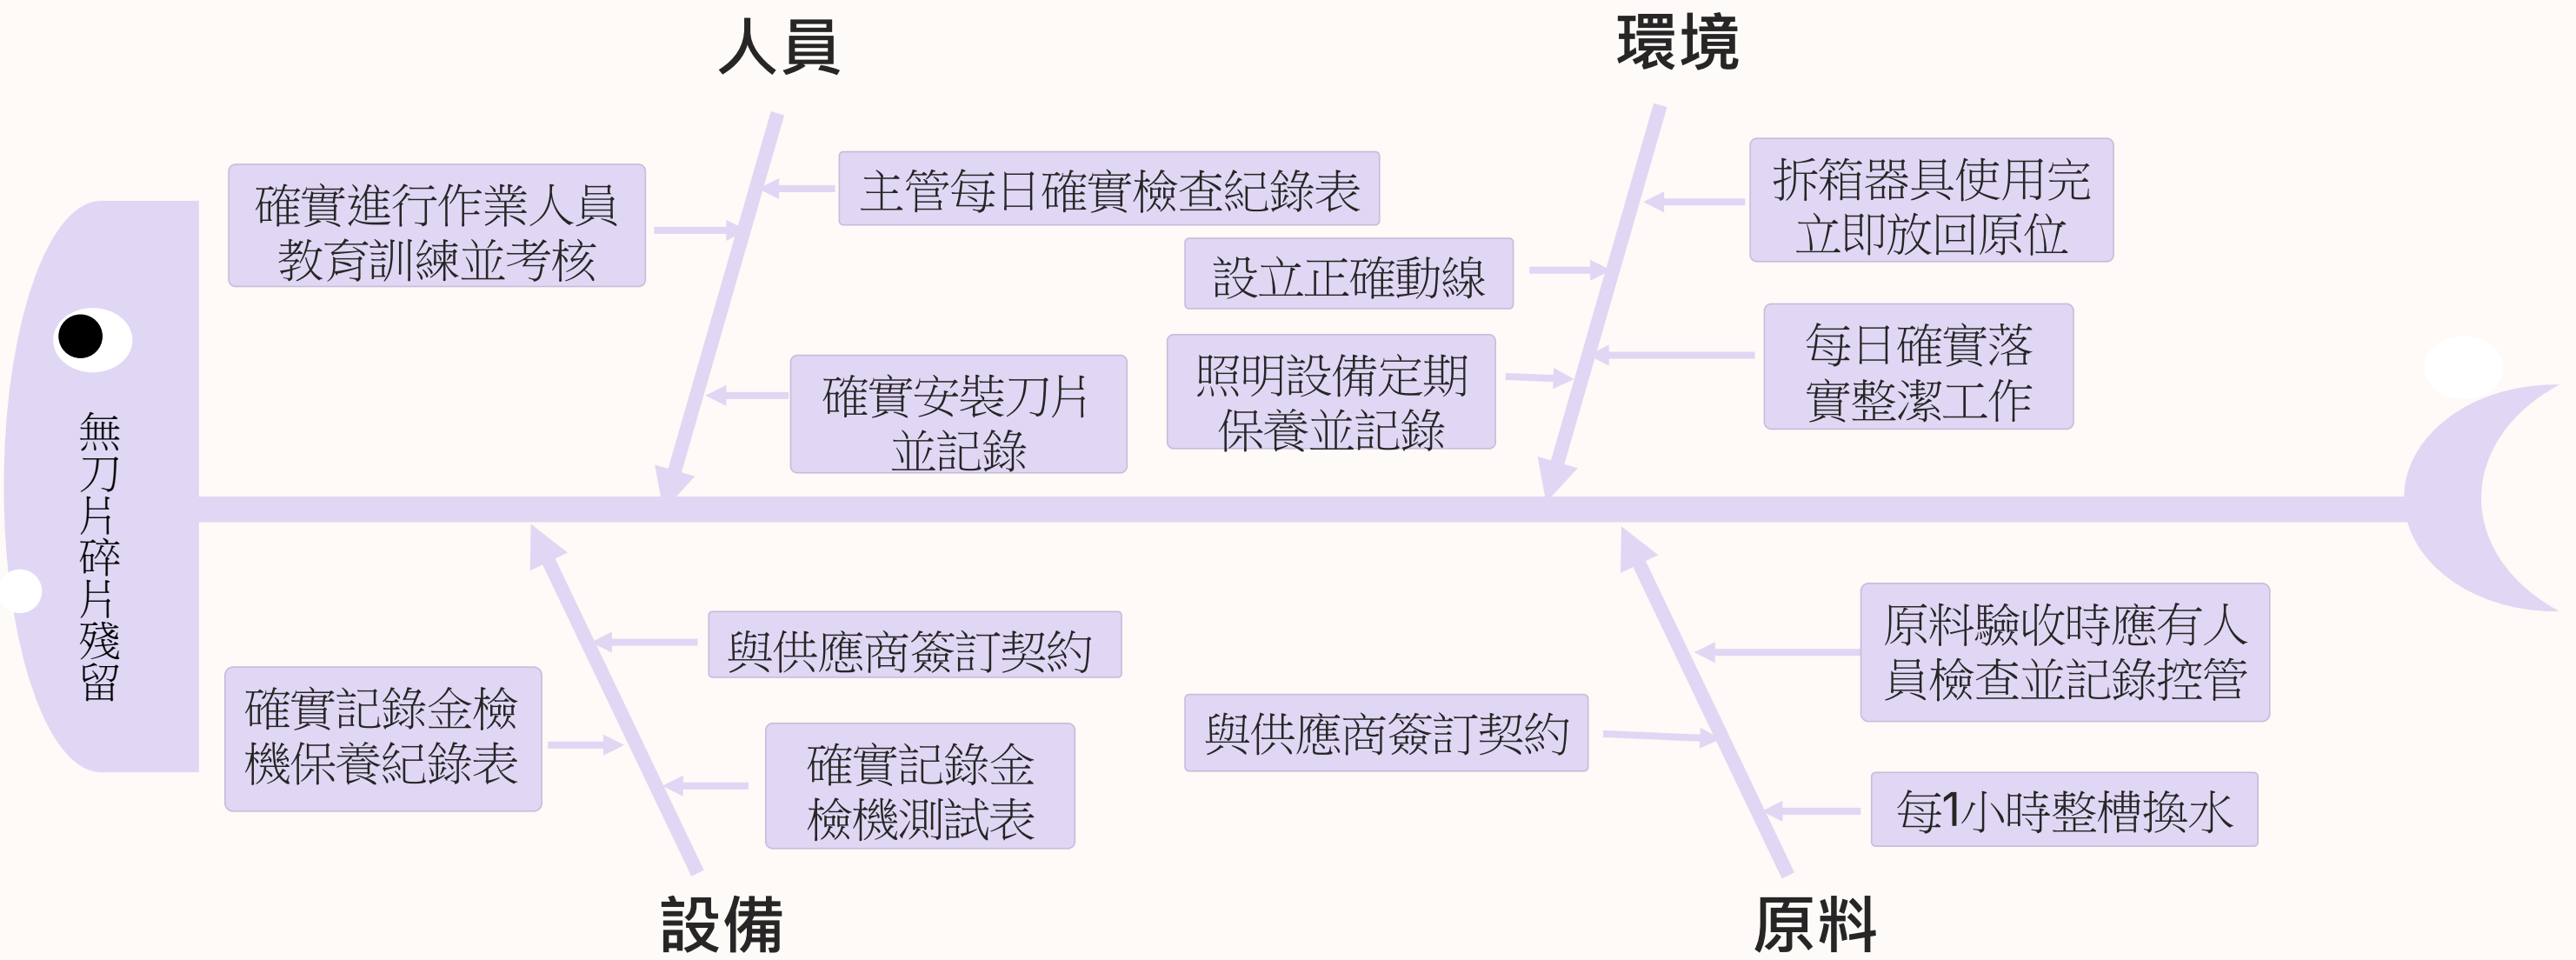 人員
環境
確實進行作業人員
教育訓練並考核
主管每日確實檢查紀錄表
確實安裝刀片
並記錄
設立正確動線
照明設備定期
保養並記錄
拆箱器具使用完
立即放回原位
每日確實落
實整潔工作
無刀片碎片殘留
確實記錄金檢
機保養紀錄表
與供應商簽訂契約
確實記錄金
檢機測試表
與供應商簽訂契約
原料驗收時應有人
員檢查並記錄控管
每1小時整槽換水
設備
原料